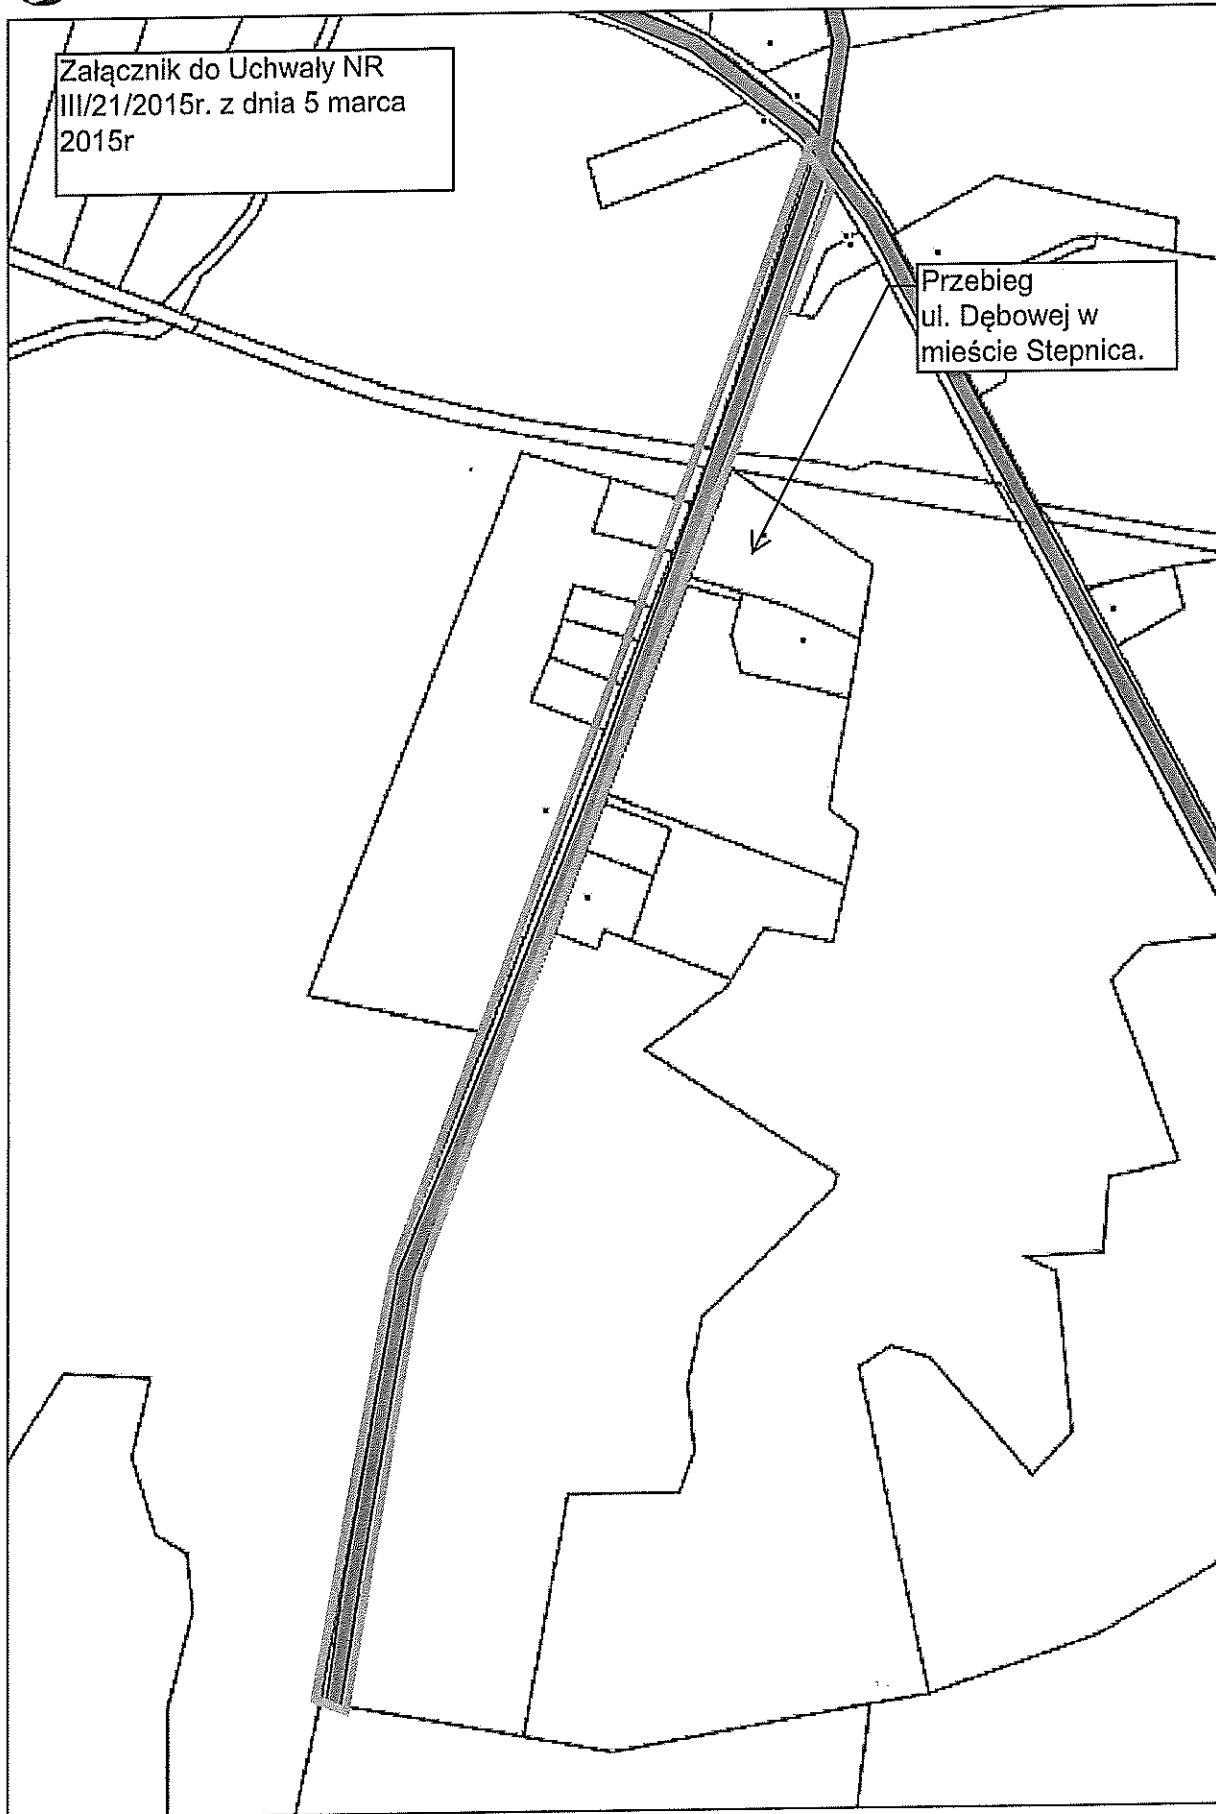 Załącznik do Uchwały NR
III/21/2015r. z dnia 5 marca
2015r
Przebieg
ul. Dębowej w
mieście Stepnica.